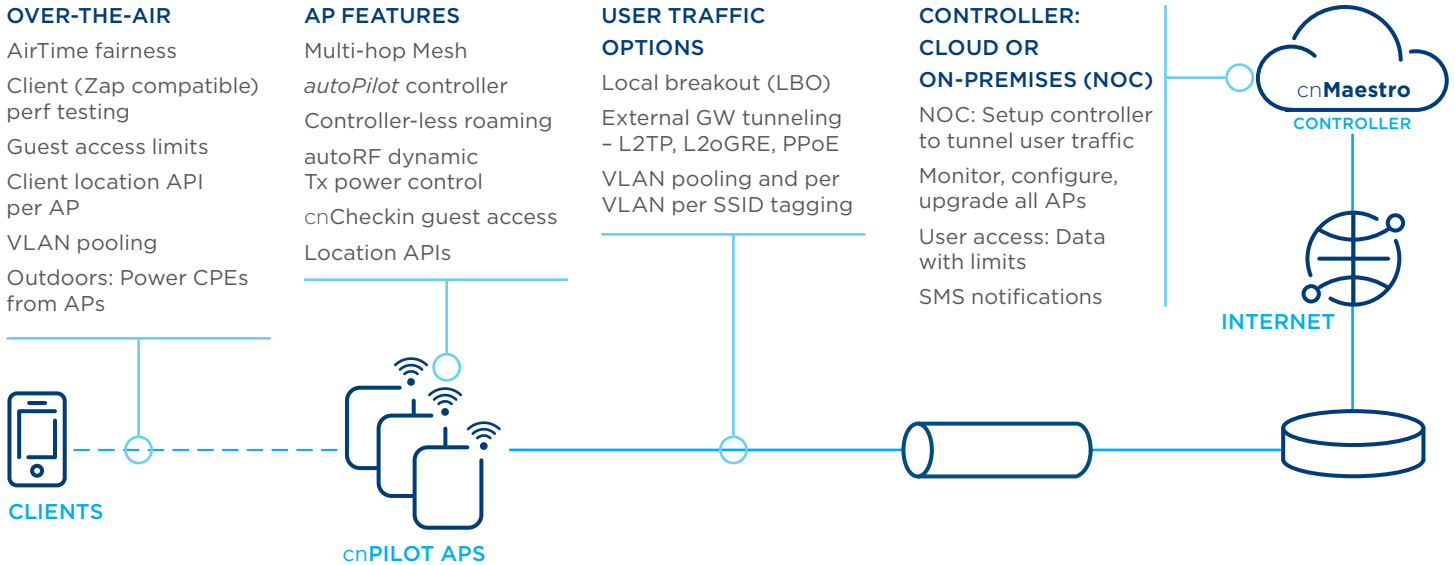 OVER-THE-AIR
AirTime fairness
Client (Zap compatible)
perf testing
Guest access limits
Client location API
per AP
VLAN pooling
Outdoors: Power CPEs
from APs
AP FEATURES
Multi-hop Mesh
autoPilot controller
Controller-less roaming
autoRF dynamic
Tx power control
cnCheckin guest access
Location APIs
USER TRAFFIC
OPTIONS
Local breakout (LBO)
External GW tunneling
– L2TP, L2oGRE, PPoE
VLAN pooling and per
VLAN per SSID tagging
CONTROLLER:
CLOUD OR
ON-PREMISES (NOC)
NOC: Setup controller
to tunnel user traffic
Monitor, configure,
upgrade all APs
User access: Data
with limits
SMS notifications
cnMaestro
CONTROLLER
INTERNET
CLIENTS
cnPILOT APS